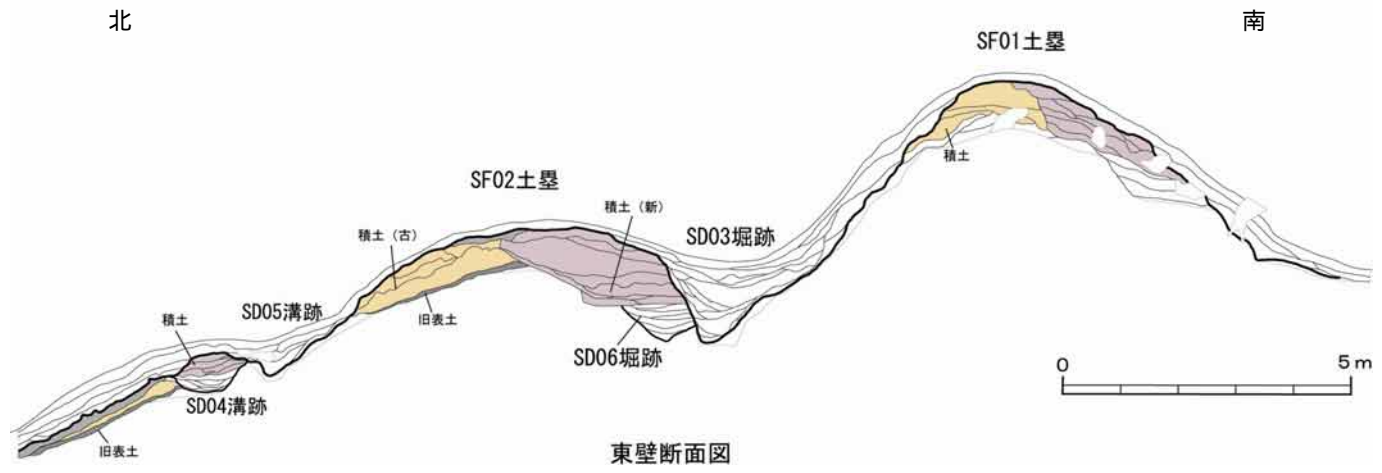 北
南
SF01土塁
積土
SF02土塁
積土(新)
積土(古)
SD03堀跡
旧表土
SD05溝跡
積土
SD06堀跡
SD04溝跡
旧表土
0
5m
東壁断面図